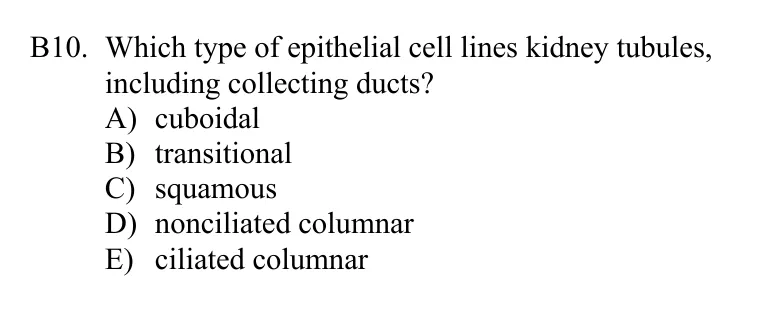 B10. Which type of epithelial cell lines kidney tubules,
including collecting ducts?
A) cuboidal
B) transitional
C) squamous
D) nonciliated columnar
E) ciliated columnar